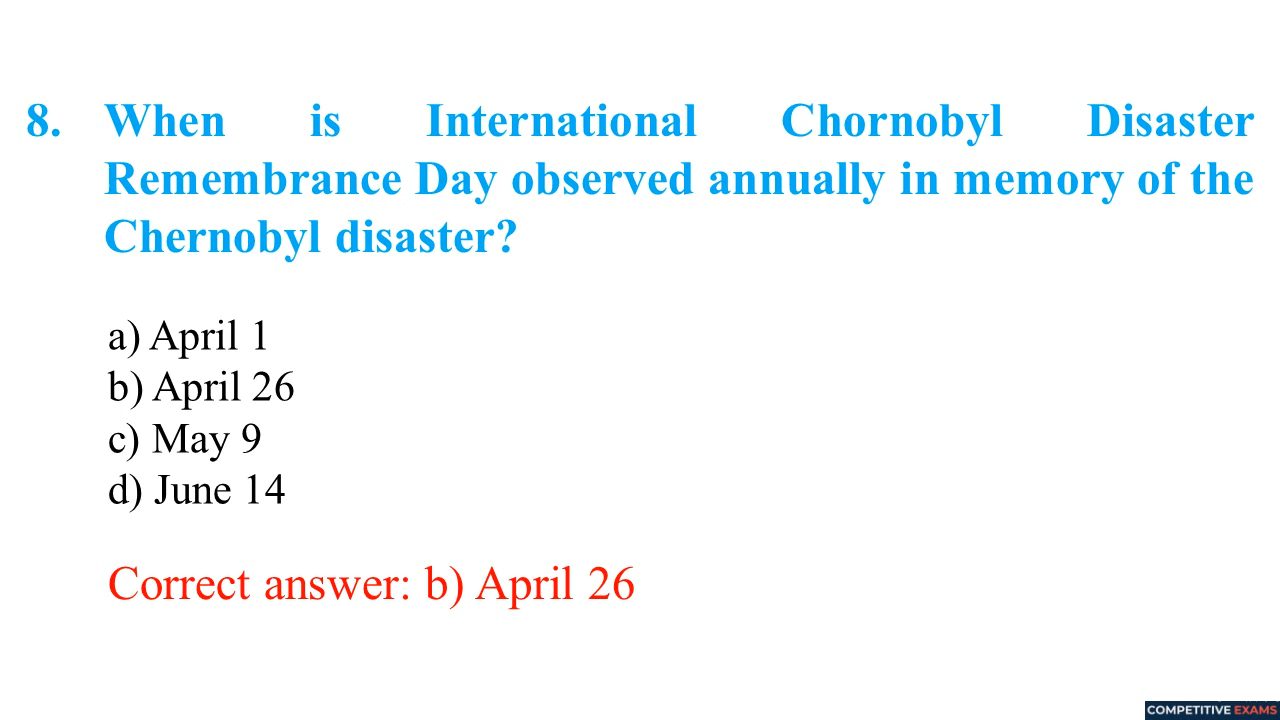 8. When is International Chornobyl Disaster
Remembrance Day observed annually in memory of the
Chernobyl disaster?
a) April 1
b) April 26
c) May 9
d) June 14
Correct answer: b) April 26
COMPETITIVE EXAMS